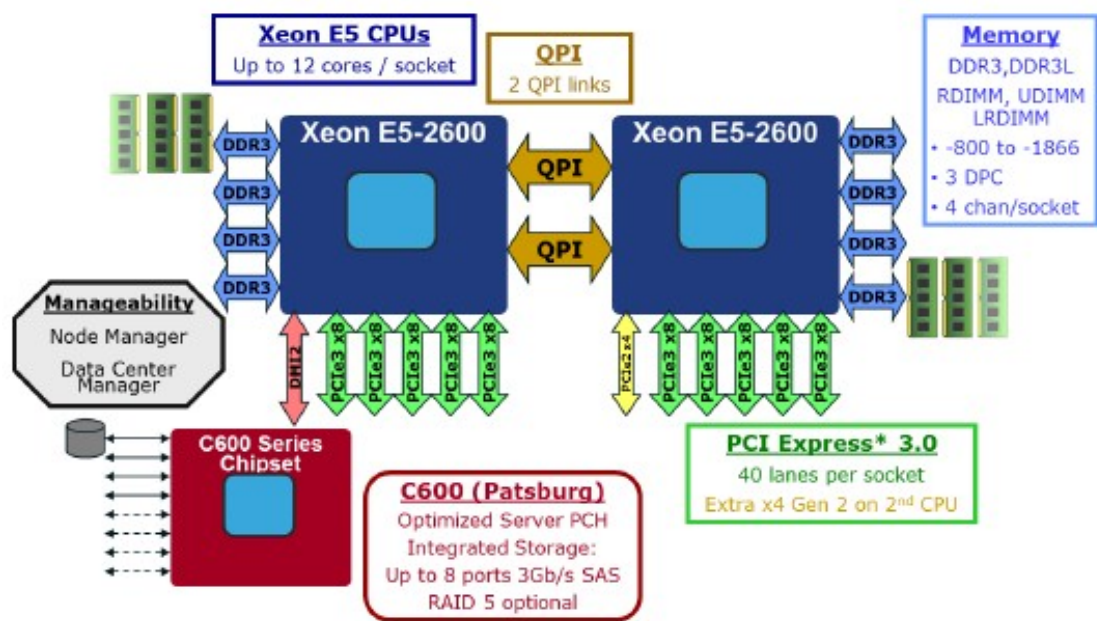 Xeon E5 CPUs
Up to 12 cores / socket
QPI
2 QPI links
Memory
DDR3,DDR3L
RDIMM, UDIMM
LRDIMM
• -800 to -1866
• 3 DPC
• 4 chan/socket
Xeon E5-2600
Xeon E5-2600
DDR3
DDR3
DDR3
DDR3
QPI
QPI
DDR3
DDR3
DDR3
DDR3
Manageability
Node Manager
Data Center
Manager
DMI2
PCIe3 x8
PCIe3 x8
PCIe3 x8
PCIe3 x8
PCIe3 x8
PCIe2 x4
PCIe3 x8
PCIe3 x8
PCIe3 x8
PCIe3 x8
PCIe3 x8
C600 Series
Chipset
C600 (Patsburg)
Optimized Server PCH
Integrated Storage:
Up to 8 ports 3Gb/s SAS
RAID 5 optional
PCI Express* 3.0
40 lanes per socket
Extra x4 Gen 2 on 2nd CPU